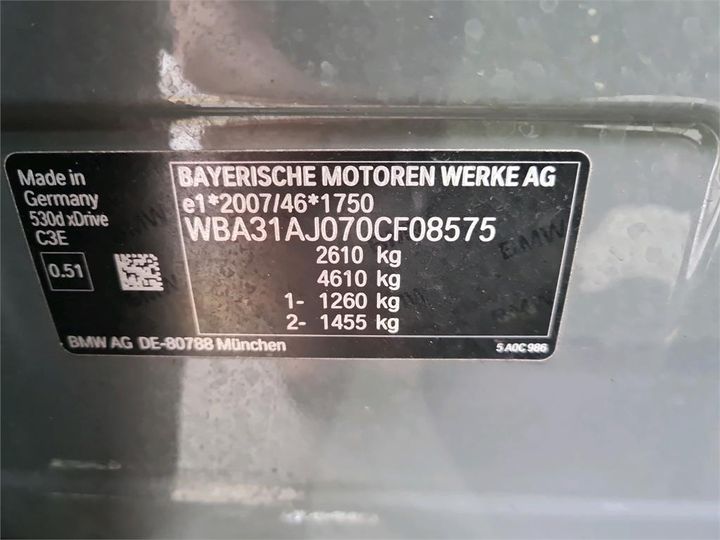 Made in
Germany
530d xDrive
C3E
0.51
BAYERISCHE MOTOREN WERKE AG
e1*2007/46*1750
WBA31AJ070CF08575
2610 kg
4610 kg
1- 1260 kg
2- 1455 kg
BMW AG DE-80788 München
5 A0C 986
BMW